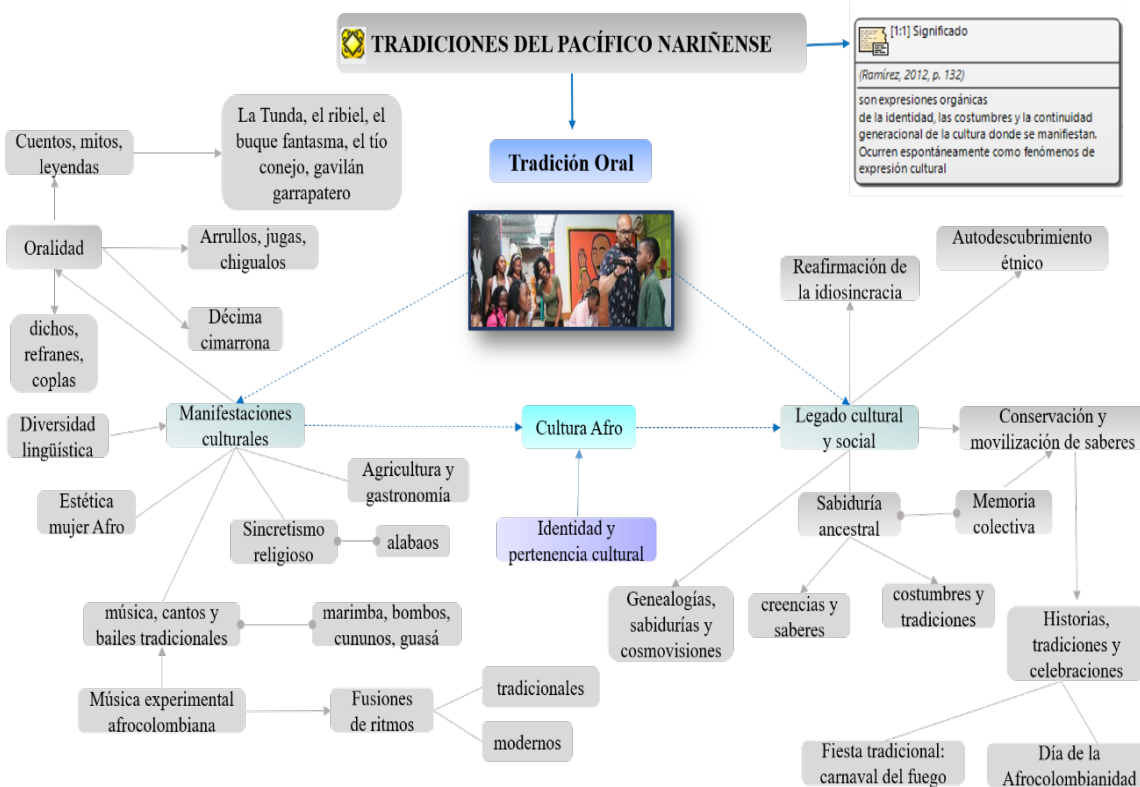 TRADICIONES DEL PACÍFICO NARIÑENSE
[1:1] Significado
(Ramírez, 2012, p. 132)
son expresiones orgánicas
de la identidad, las costumbres y la continuidad
generacional de la cultura donde se manifiestan.
Ocurren espontáneamente como fenómenos de
expresión cultural
Tradición Oral
Cuentos, mitos,
leyendas
La Tunda, el ribiel, el
buque fantasma, el tío
conejo, gavilán
garrapatero
Oralidad
Arrullos, jugas,
chigualos
Décima
cimarrona
dichos,
refranes,
coplas
Reafirmación de
la idiosincracia
Autodescubrimiento
étnico
Diversidad
lingüística
Manifestaciones
culturales
Cultura Afro
Legado cultural
y social
Conservación y
movilización de saberes
Estética
mujer Afro
Sincretismo
religioso
alabaos
Agricultura y
gastronomía
Identidad y
pertenencia cultural
Sabiduría
ancestral
Memoria
colectiva
música, cantos y
bailes tradicionales
marimba, bombos,
cununos, guasá
Genealogías,
sabidurías y
cosmovisiones
creencias y
saberes
costumbres y
tradiciones
Historias,
tradiciones y
celebraciones
Música experimental
afrocolombiana
Fusiones
de ritmos
tradicionales
modernos
Fiesta tradicional:
carnaval del fuego
Día de la
Afrocolombianidad